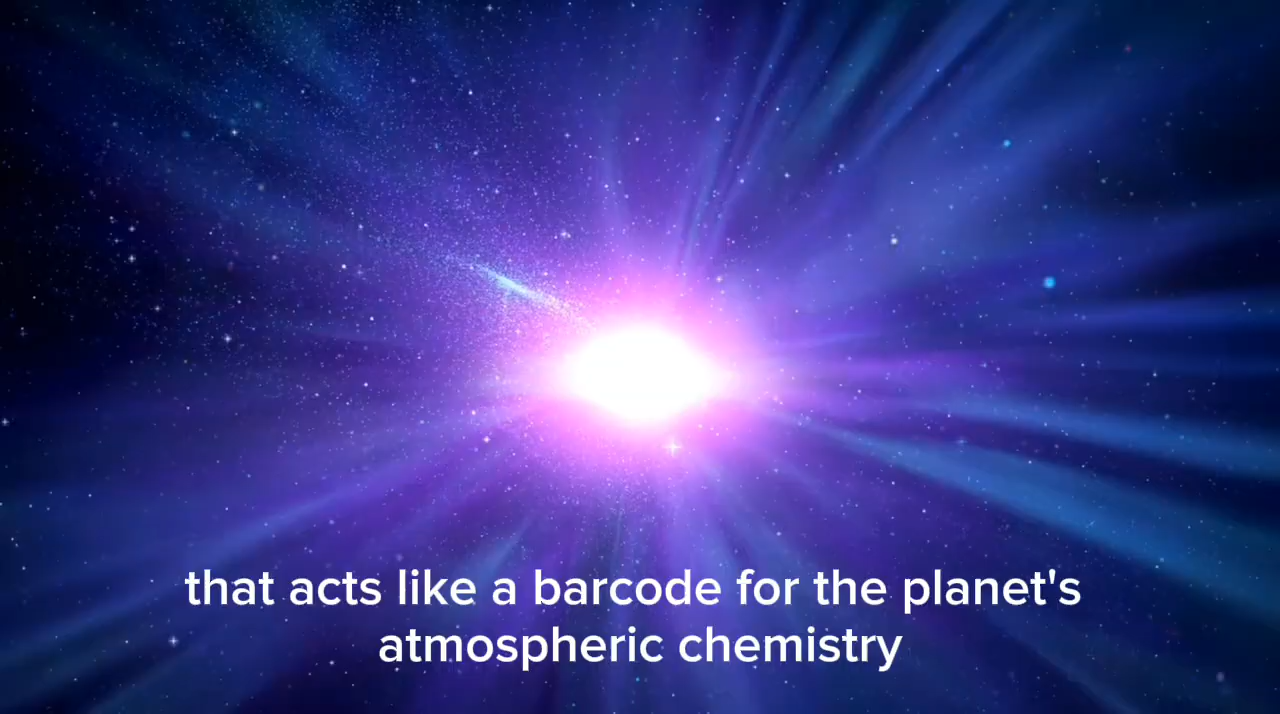 that acts like a barcode for the planet's
atmospheric chemistry